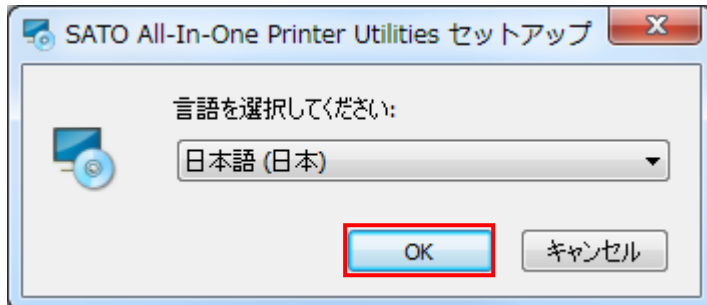 SATO All-In-One Printer Utilities セットアップ
言語を選択してください:
日本語 (日本)
OK
キャンセル